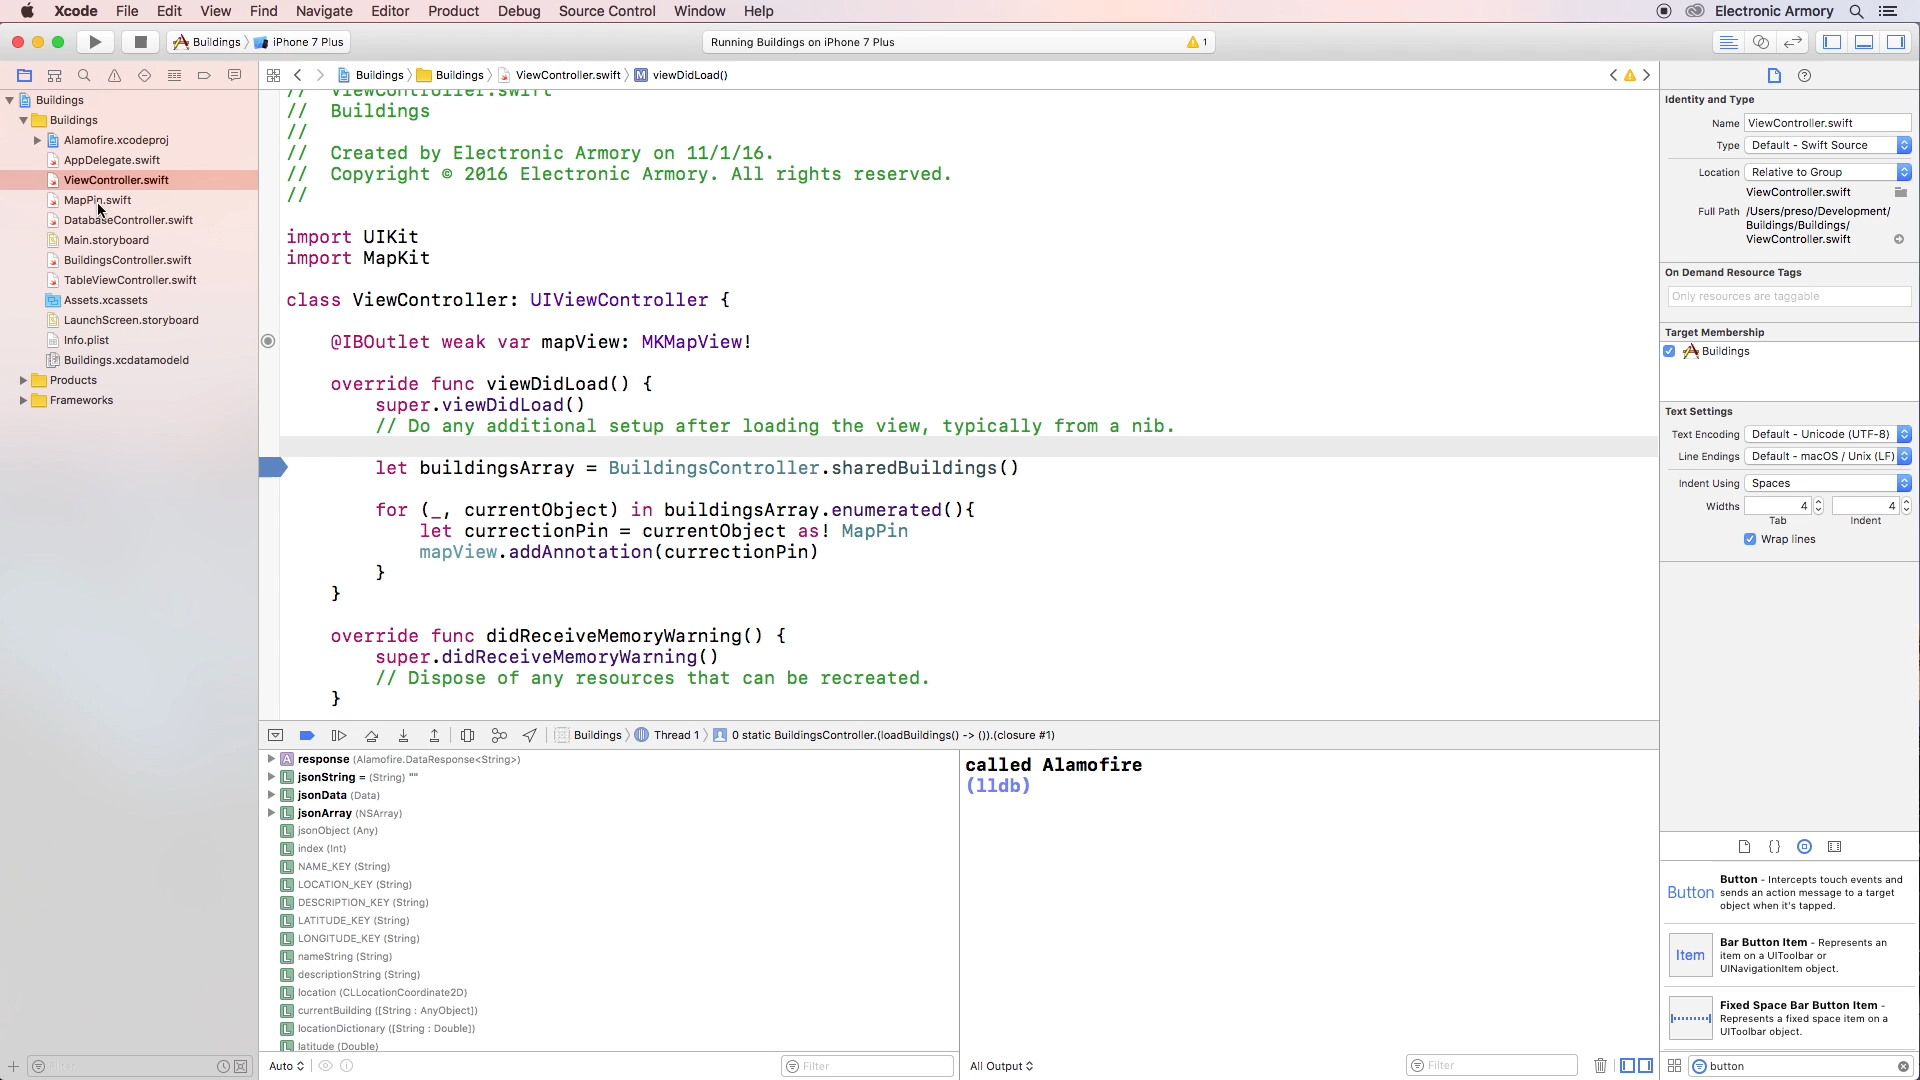 Xcode File Edit View Find Navigate Editor Product Debug Source Control Window Help
Electronic Armory
Buildings iPhone 7 Plus
Running Buildings on iPhone 7 Plus
1
Buildings Buildings ViewController.swift M viewDidLoad()
Buildings
Buildings
Alamofire.xcodeproj
AppDelegate.swift
ViewController.swift
MapPin.swift
DatabaseController.swift
Main.storyboard
BuildingsController.swift
TableViewController.swift
Assets.xcassets
LaunchScreen.storyboard
Info.plist
Buildings.xcdatamodeld
Products
Frameworks
Filter
// ViewController.swift
// Buildings
//
// Created by Electronic Armory on 11/1/16.
// Copyright © 2016 Electronic Armory. All rights reserved.
//
import UIKit
import MapKit
class ViewController: UIViewController {
@IBOutlet weak var mapView: MKMapView!
override func viewDidLoad() {
super.viewDidLoad()
// Do any additional setup after loading the view, typically from a nib.
let buildingsArray = BuildingsController.sharedBuildings()
for (_, currentObject) in buildingsArray.enumerated(){
let currectionPin = currentObject as! MapPin
mapView.addAnnotation(currectionPin)
}
}
override func didReceiveMemoryWarning() {
super.didReceiveMemoryWarning()
// Dispose of any resources that can be recreated.
}
Buildings Thread 1 0 static BuildingsController.(loadBuildings() -> ()).(closure #1)
A response (Alamofire.DataResponse<String>)
L jsonString = (String) ""
L jsonData (Data)
L jsonArray (NSArray)
L jsonObject (Any)
L index (Int)
L NAME_KEY (String)
L LOCATION_KEY (String)
L DESCRIPTION_KEY (String)
L LATITUDE_KEY (String)
L LONGITUDE_KEY (String)
L nameString (String)
L descriptionString (String)
L location (CLLocationCoordinate2D)
L currentBuilding ([String : AnyObject])
L locationDictionary ([String : Double])
L latitude (Double)
Auto
Filter
called Alamofire
(lldb)
All Output
Filter
Identity and Type
Name ViewController.swift
Type Default - Swift Source
Location Relative to Group
ViewController.swift
Full Path /Users/preso/Development/
Buildings/Buildings/
ViewController.swift
On Demand Resource Tags
Only resources are taggable
Target Membership
Buildings
Text Settings
Text Encoding Default - Unicode (UTF-8)
Line Endings Default - macOS / Unix (LF)
Indent Using Spaces
Widths 4 4
Tab Indent
Wrap lines
Button
Button - Intercepts touch events and
sends an action message to a target
object when it's tapped.
Item
Bar Button Item - Represents an
item on a UIToolbar or
UINavigationItem object.
Fixed Space Bar Button Item -
Represents a fixed space item on a
UIToolbar object.
button